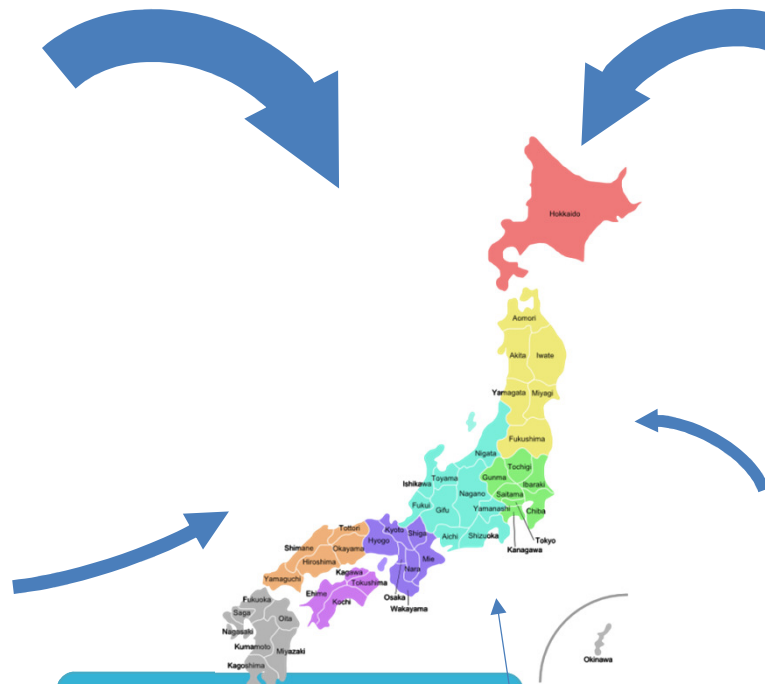 Hokkaido
Aomori
Akita
Iwate
Yamagata
Miyagi
Fukushima
Nigata
Tochigi
Gunma
Ibaraki
Ishikawa
Toyama
Nagano
Saitama
Fukui
Gifu
Yamanashi
Chiba
Tottori
Kyoto
Shiga
Aichi
Shizuoka
Tokyo
Hyogo
Kanagawa
Shimane
Okayama
Mie
Hiroshima
Kagawa
Nara
Yamaguchi
Tokushima
Ehime
Kochi
Osaka
Wakayama
Fukuoka
Saga
Oita
Nagasaki
Kumamoto
Miyazaki
Okinawa
Kagoshima